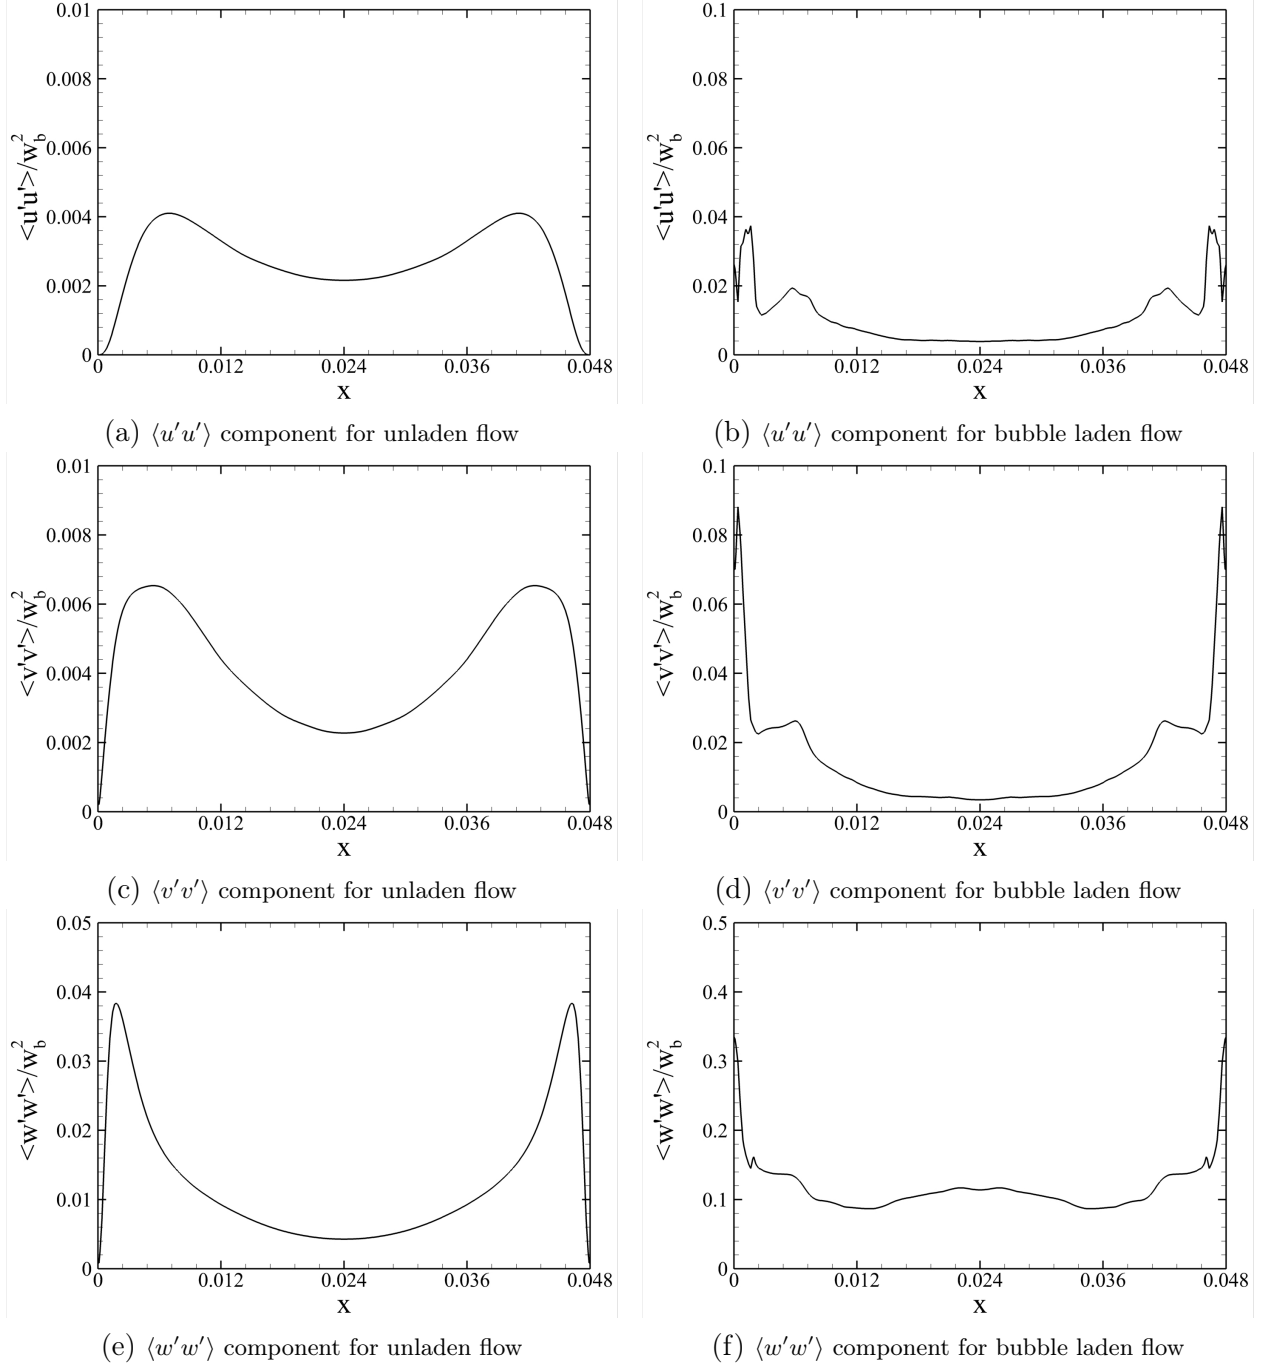 0.01
0.008
0.006
0.004
0.002
0
<u'u'>/w_b^2
0 0.012 0.024 0.036 0.048
x
(a) ⟨u′u′⟩ component for unladen flow
0.1
0.08
0.06
0.04
0.02
0
<u'u'>/w_b^2
0 0.012 0.024 0.036 0.048
x
(b) ⟨u′u′⟩ component for bubble laden flow
0.01
0.008
0.006
0.004
0.002
0
<v'v'>/w_b^2
0 0.012 0.024 0.036 0.048
x
(c) ⟨v′v′⟩ component for unladen flow
0.1
0.08
0.06
0.04
0.02
0
<v'v'>/w_b^2
0 0.012 0.024 0.036 0.048
x
(d) ⟨v′v′⟩ component for bubble laden flow
0.05
0.04
0.03
0.02
0.01
0
<w'w'>/w_b^2
0 0.012 0.024 0.036 0.048
x
(e) ⟨w′w′⟩ component for unladen flow
0.5
0.4
0.3
0.2
0.1
0
<w'w'>/w_b^2
0 0.012 0.024 0.036 0.048
x
(f) ⟨w′w′⟩ component for bubble laden flow